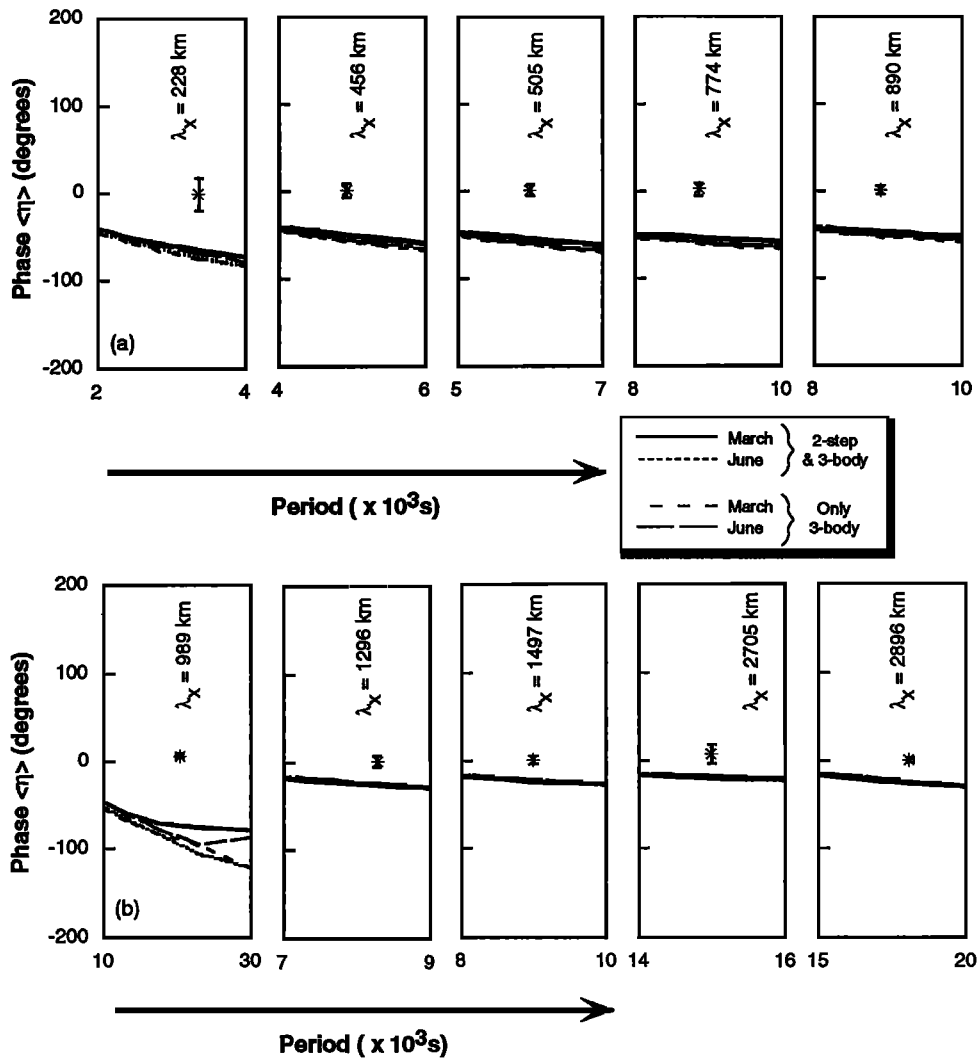 200
100
0
-100
-200
Phase <η> (degrees)
(a)
λx = 228 km
λx = 456 km
λx = 505 km
λx = 774 km
λx = 890 km
2 4
4 6
5 7
8 10
8 10
Period ( x 10³s)
March
June
2-step
& 3-body
March
June
Only
3-body
200
100
0
-100
-200
Phase <η> (degrees)
(b)
λx = 989 km
λx = 1296 km
λx = 1497 km
λx = 2705 km
λx = 2896 km
10 30
7 9
8 10
14 16
15 20
Period ( x 10³s)